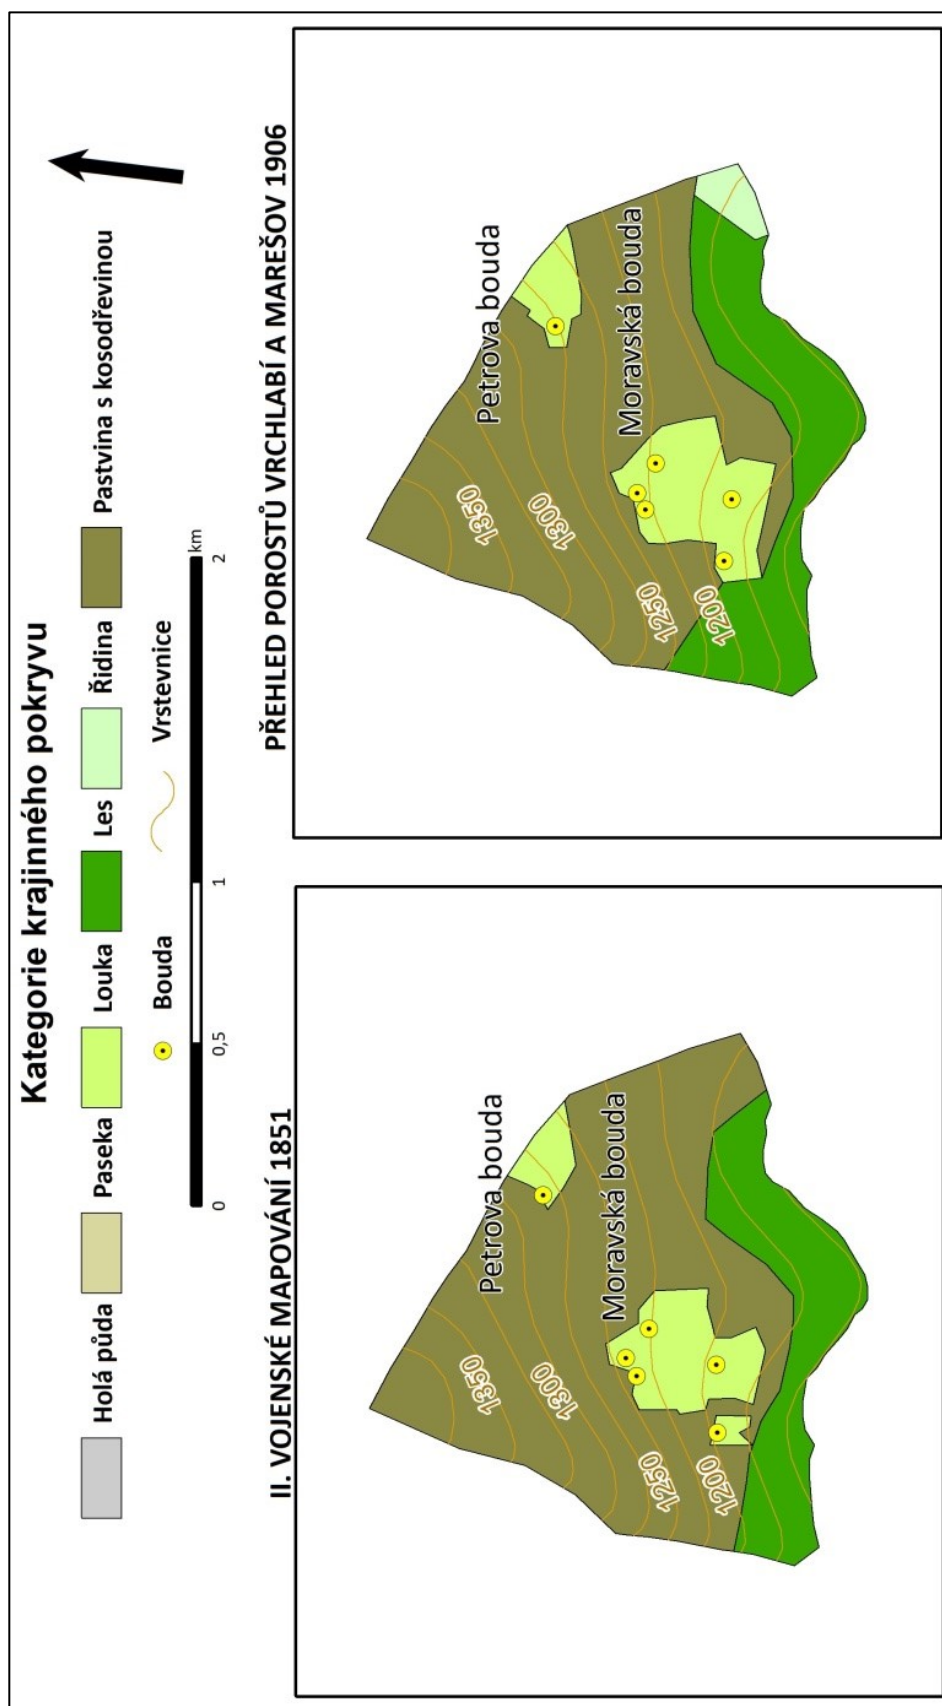 Kategorie krajinného pokryvu
Holá půda
Paseka
Louka
Les
Řidina
Pastvina s kosodřevinou
Bouda
Vrstevnice
0
0,5
1
2
km
II. VOJENSKÉ MAPOVÁNÍ 1851
Petrova bouda
Moravská bouda
1350
1300
1250
1200
PŘEHLED POROSTŮ VRCHLABÍ A MAREŠOV 1906
Petrova bouda
Moravská bouda
1350
1300
1250
1200